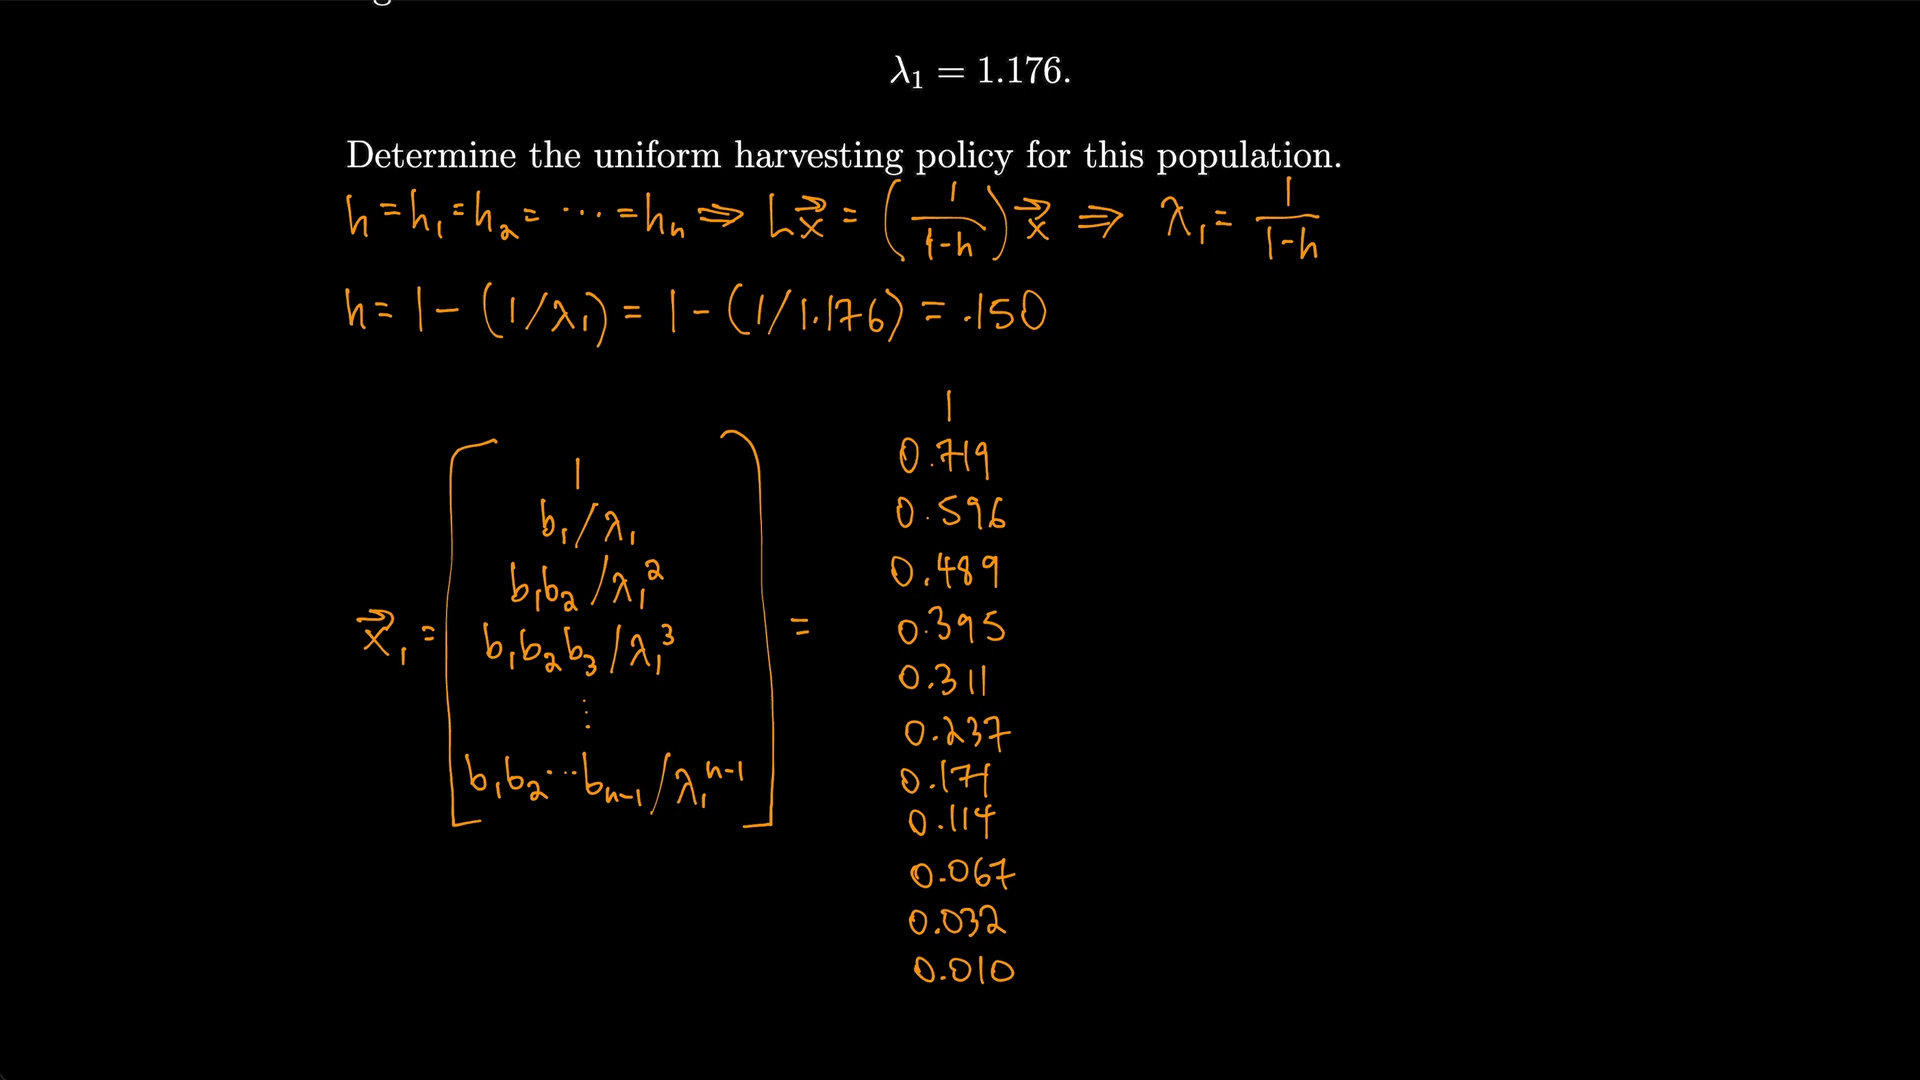 λ₁ = 1.176.
Determine the uniform harvesting policy for this population.
h = h₁ = h₂ = ··· = hₙ ⇒ Lx⃗ = (1/(1-h)) x⃗ ⇒ λ₁ = 1/(1-h)
h = 1 - (1/λ₁) = 1 - (1/1.176) = .150
x⃗₁ = [
1
b₁/λ₁
b₁b₂/λ₁²
b₁b₂b₃/λ₁³
⋮
b₁b₂···bₙ₋₁/λ₁ⁿ⁻¹
] =
1
0.719
0.596
0.489
0.395
0.311
0.237
0.171
0.114
0.067
0.032
0.010